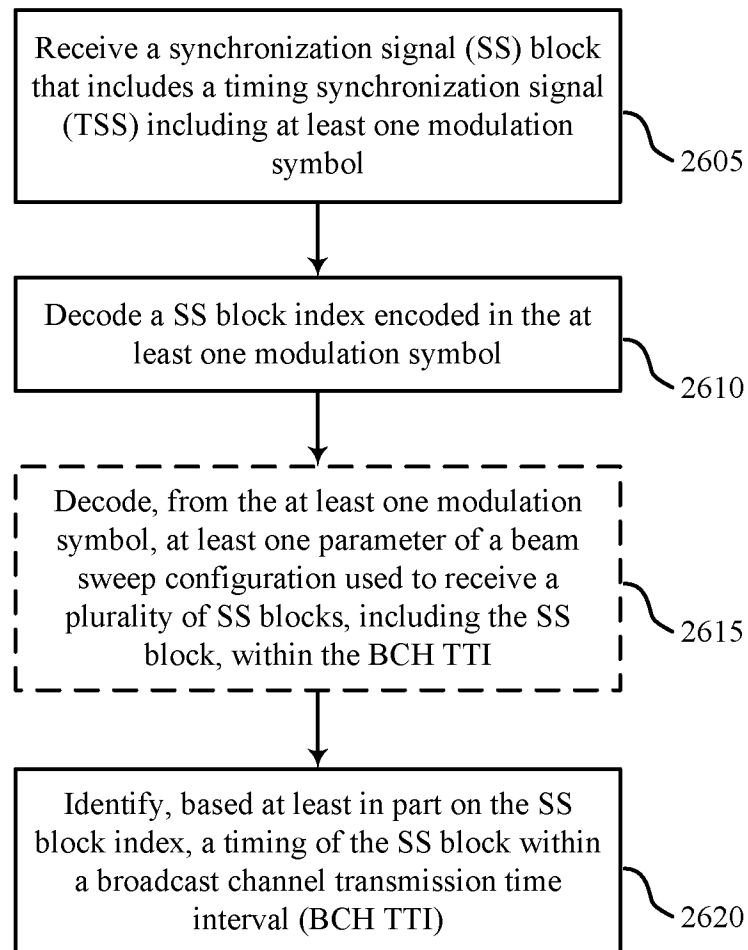 Receive a synchronization signal (SS) block
that includes a timing synchronization signal
(TSS) including at least one modulation
symbol
2605
Decode a SS block index encoded in the at
least one modulation symbol
2610
Decode, from the at least one modulation
symbol, at least one parameter of a beam
sweep configuration used to receive a
plurality of SS blocks, including the SS
block, within the BCH TTI
2615
Identify, based at least in part on the SS
block index, a timing of the SS block within
a broadcast channel transmission time
interval (BCH TTI)
2620